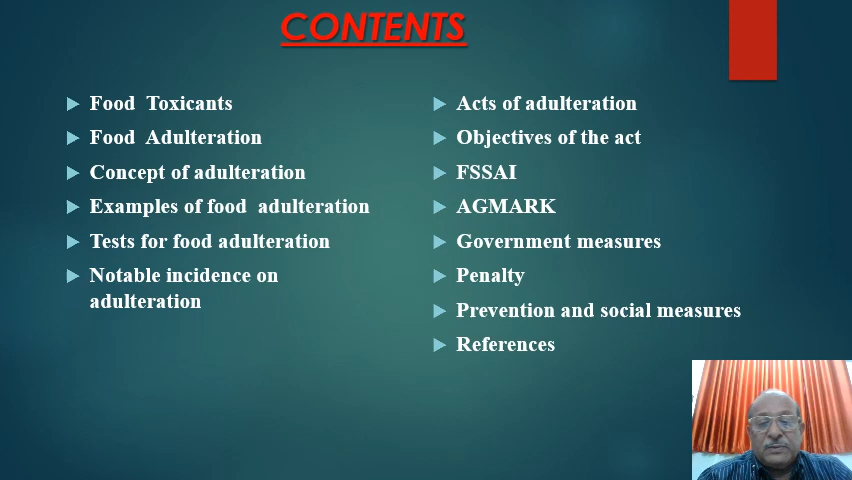 CONTENTS
Food Toxicants
Food Adulteration
Concept of adulteration
Examples of food adulteration
Tests for food adulteration
Notable incidence on
adulteration
Acts of adulteration
Objectives of the act
FSSAI
AGMARK
Government measures
Penalty
Prevention and social measures
References